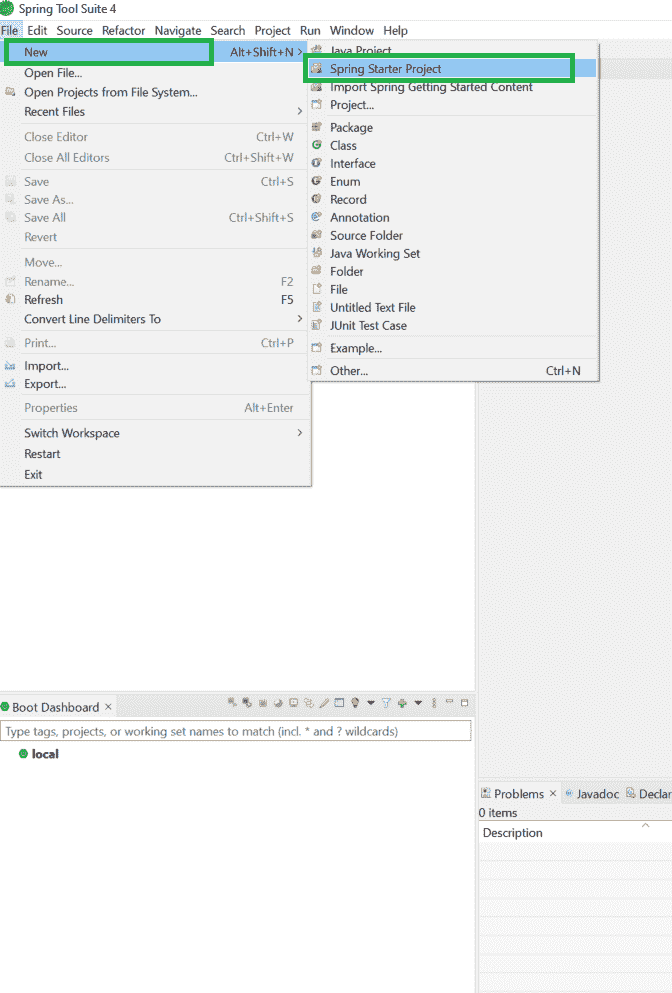 Spring Tool Suite 4
File Edit Source Refactor Navigate Search Project Run Window Help
New Alt+Shift+N >
Open File...
Open Projects from File System...
Recent Files >
Close Editor Ctrl+W
Close All Editors Ctrl+Shift+W
Save Ctrl+S
Save As...
Save All Ctrl+Shift+S
Revert
Move...
Rename... F2
Refresh F5
Convert Line Delimiters To >
Print... Ctrl+P
Import...
Export...
Properties Alt+Enter
Switch Workspace >
Restart
Exit
Java Project
Spring Starter Project
Import Spring Getting Started Content
Project...
Package
Class
Interface
Enum
Record
Annotation
Source Folder
Java Working Set
Folder
File
Untitled Text File
JUnit Test Case
Example...
Other... Ctrl+N
Boot Dashboard ×
Type tags, projects, or working set names to match (incl. * and ? wildcards)
local
Problems × Javadoc Declar
0 items
Description